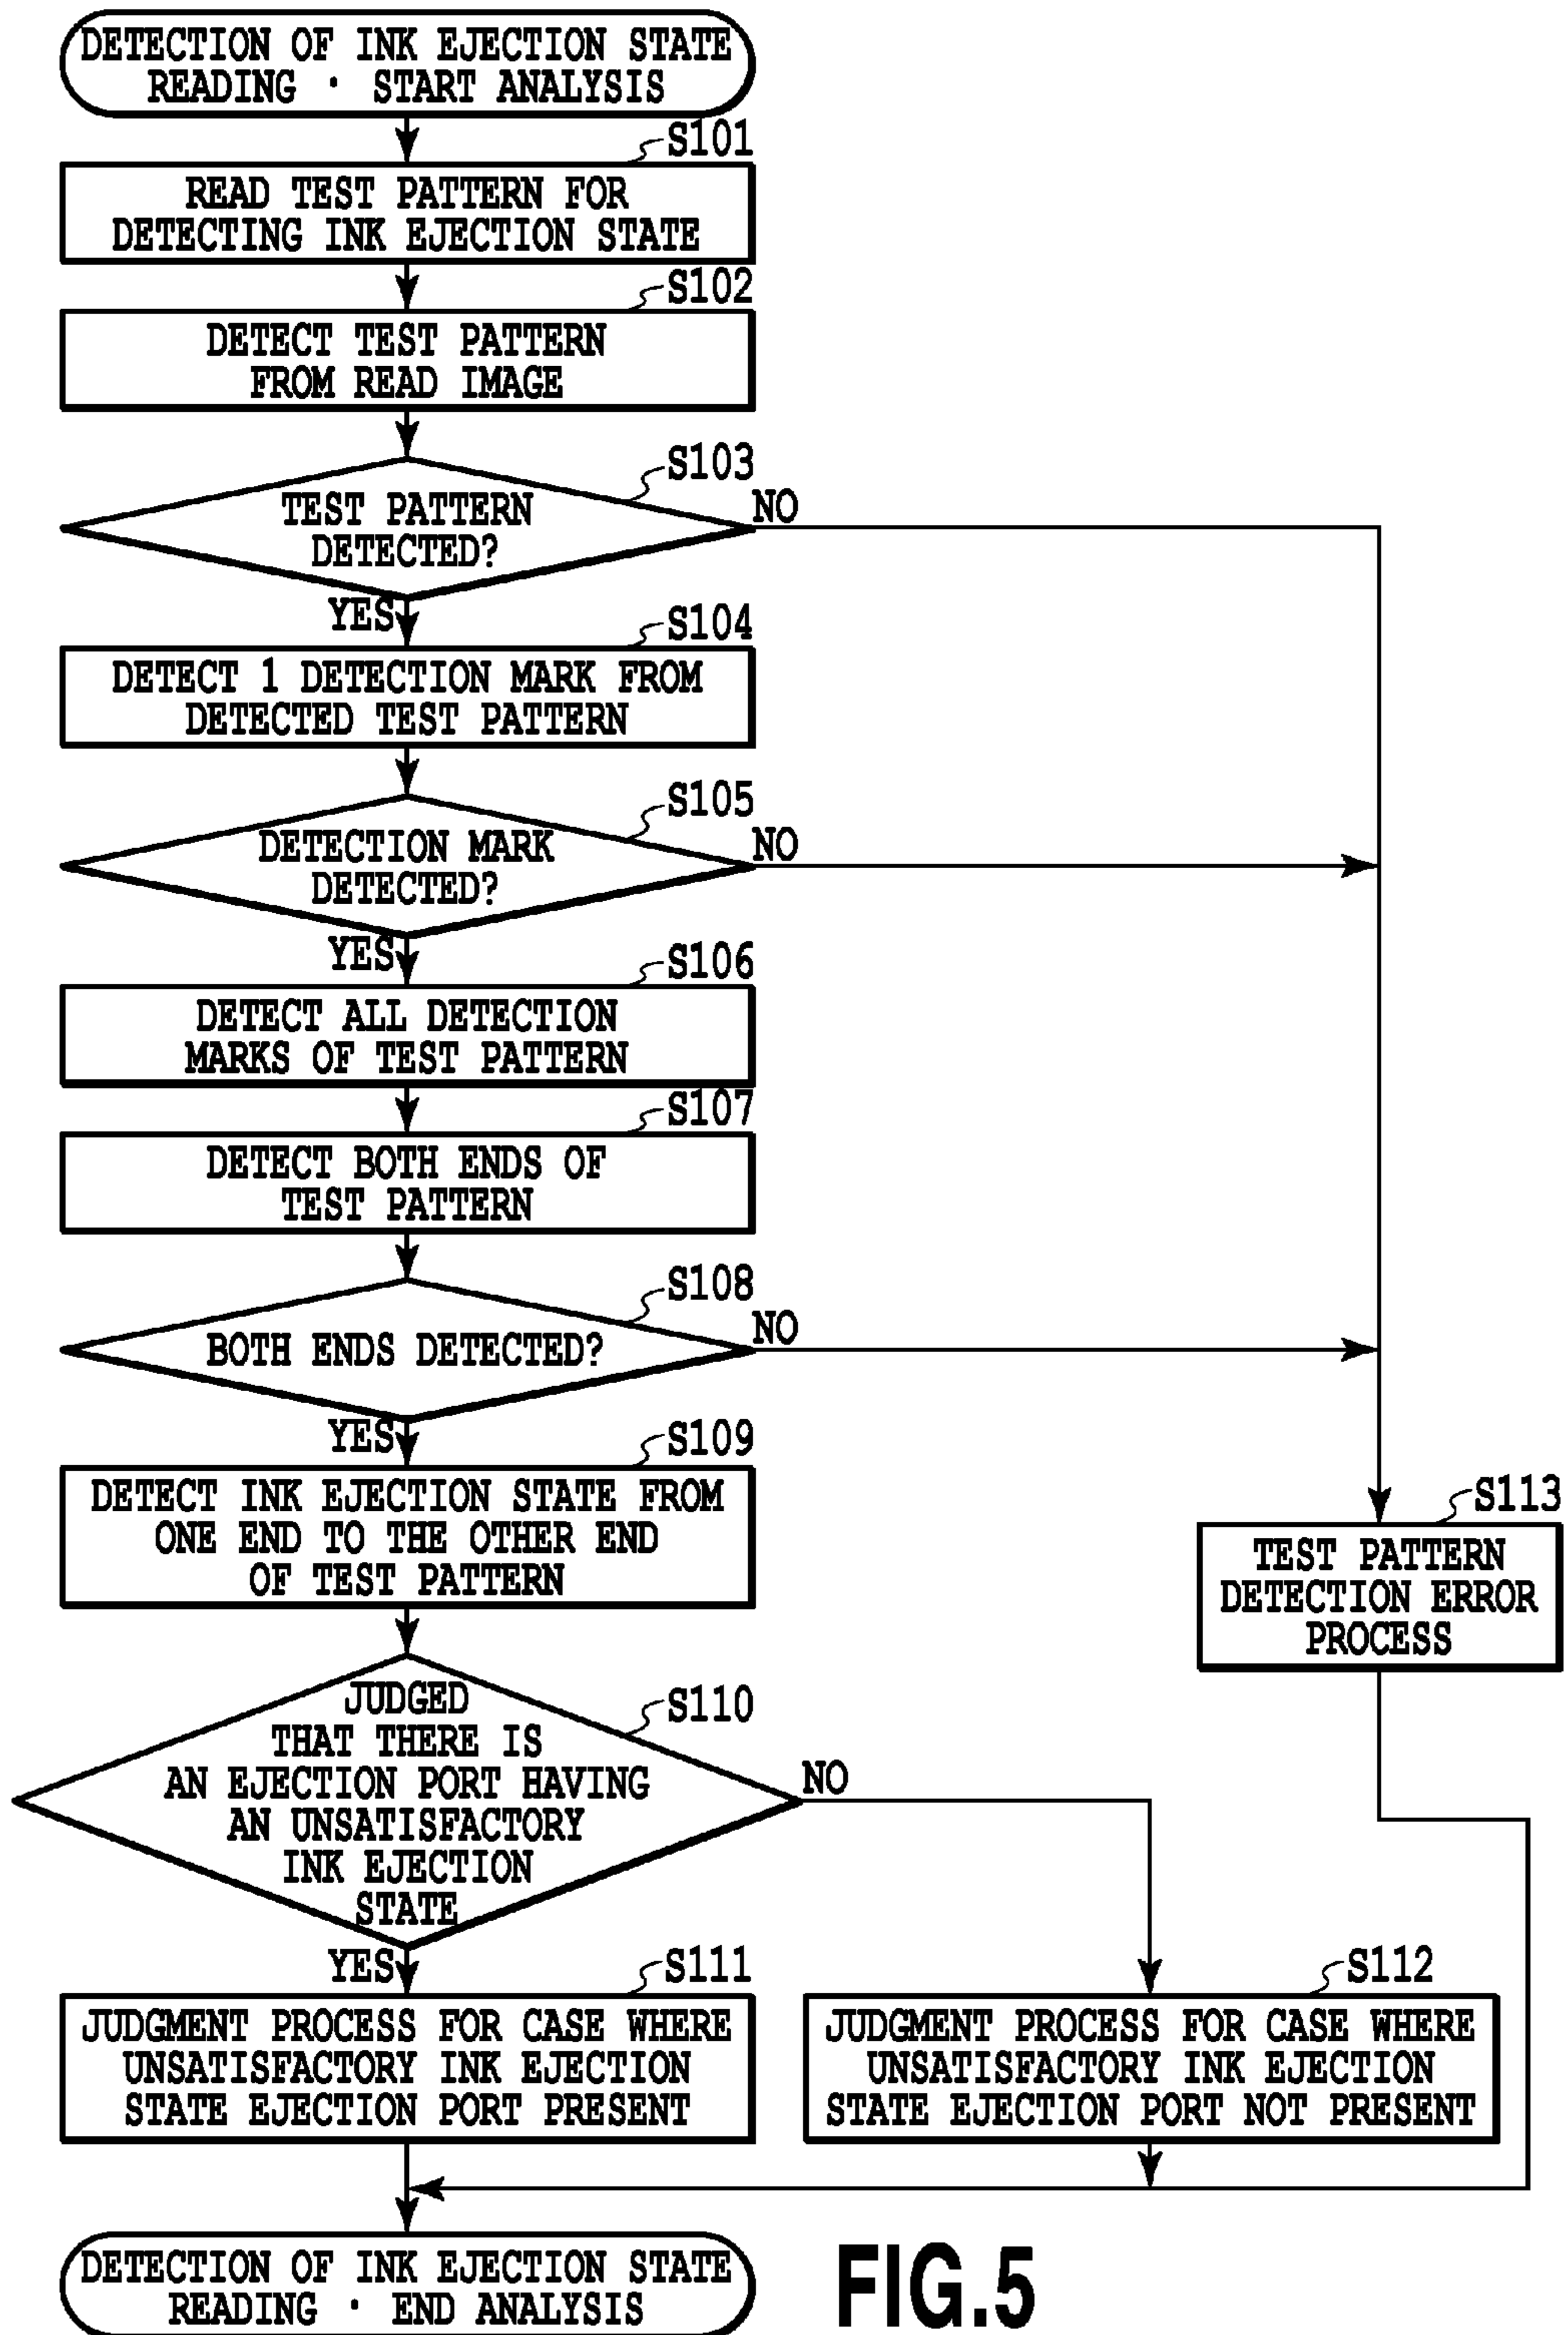 DETECTION OF INK EJECTION STATE
READING · START ANALYSIS
S101
READ TEST PATTERN FOR
DETECTING INK EJECTION STATE
S102
DETECT TEST PATTERN
FROM READ IMAGE
S103
TEST PATTERN
DETECTED?
NO
YES
S104
DETECT 1 DETECTION MARK FROM
DETECTED TEST PATTERN
S105
DETECTION MARK
DETECTED?
NO
YES
S106
DETECT ALL DETECTION
MARKS OF TEST PATTERN
S107
DETECT BOTH ENDS OF
TEST PATTERN
S108
BOTH ENDS DETECTED?
NO
YES
S109
DETECT INK EJECTION STATE FROM
ONE END TO THE OTHER END
OF TEST PATTERN
S113
TEST PATTERN
DETECTION ERROR
PROCESS
S110
JUDGED
THAT THERE IS
AN EJECTION PORT HAVING
AN UNSATISFACTORY
INK EJECTION
STATE
NO
YES
S111
JUDGMENT PROCESS FOR CASE WHERE
UNSATISFACTORY INK EJECTION
STATE EJECTION PORT PRESENT
S112
JUDGMENT PROCESS FOR CASE WHERE
UNSATISFACTORY INK EJECTION
STATE EJECTION PORT NOT PRESENT
DETECTION OF INK EJECTION STATE
READING · END ANALYSIS
FIG.5